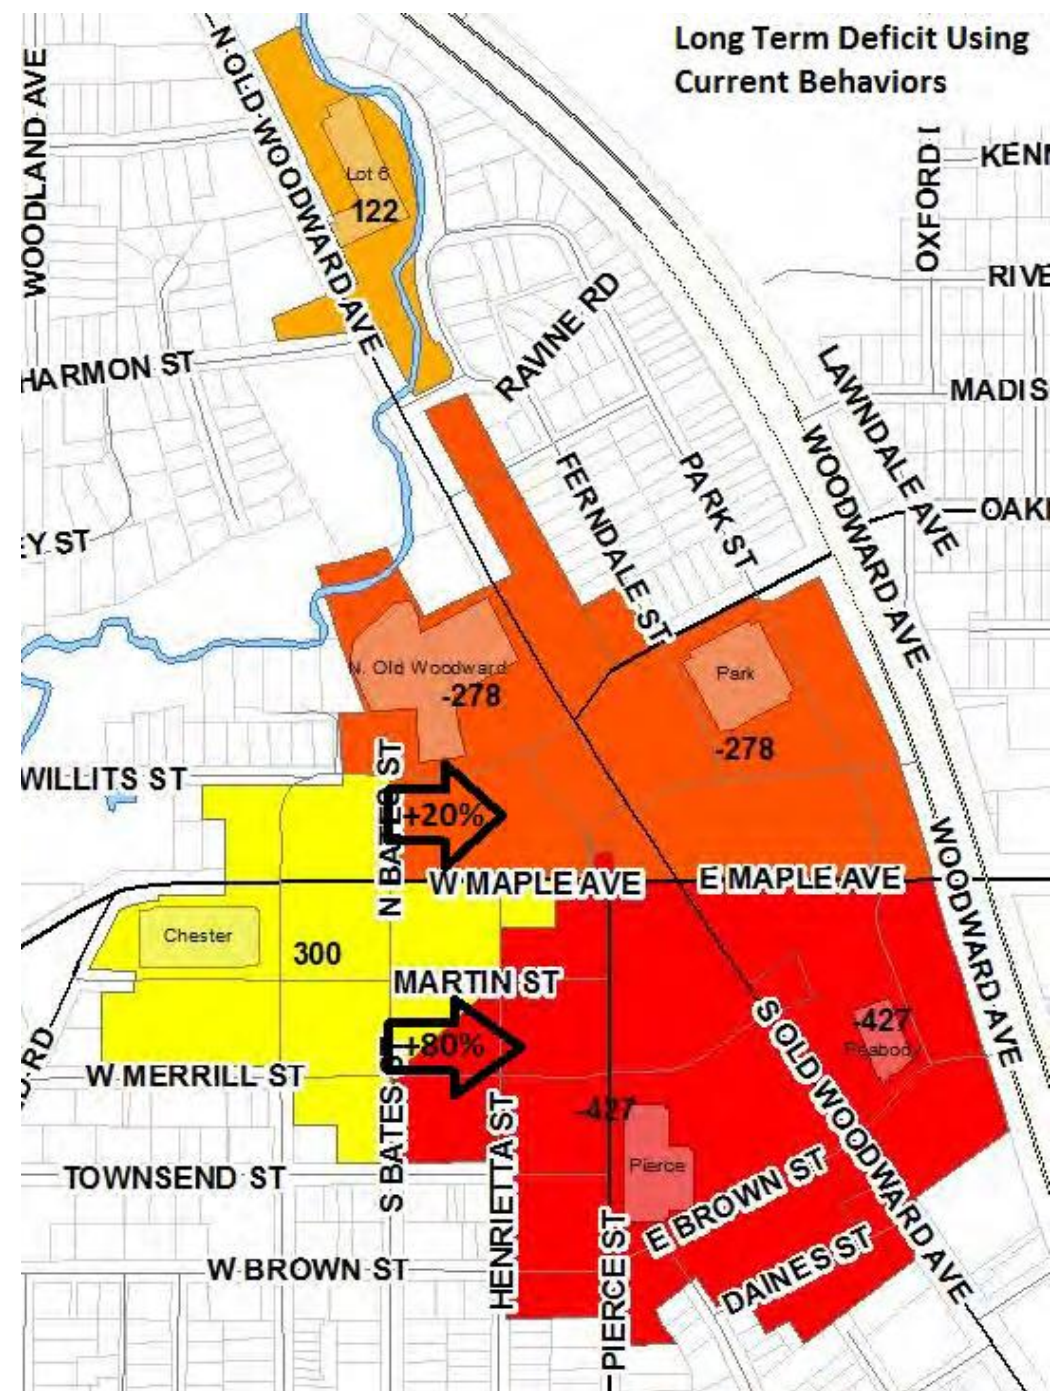 Long Term Deficit Using
Current Behaviors
WOODLAND AVE
N OLD WOODWARD AVE
OXFORD
KEN
Lot 6
122
RIVE
RAVINE RD
HARMON ST
LAWNDALE AVE
MADIS
WOODWARD AVE
FERNDALE ST
PARK ST
OAK
Y ST
N. Old Woodward
-278
Park
-278
WILLITS ST
N BATES ST
+20%
WOODWARD AVE
W MAPLE AVE
E MAPLE AVE
Chester
300
MARTIN ST
S OLD WOODWARD AVE
-427
Peabody
+80%
RD
W MERRILL ST
S BATES ST
HENRIETTA ST
-427
Pierce
TOWNSEND ST
E BROWN ST
W BROWN ST
DAINES ST
PIERCE ST